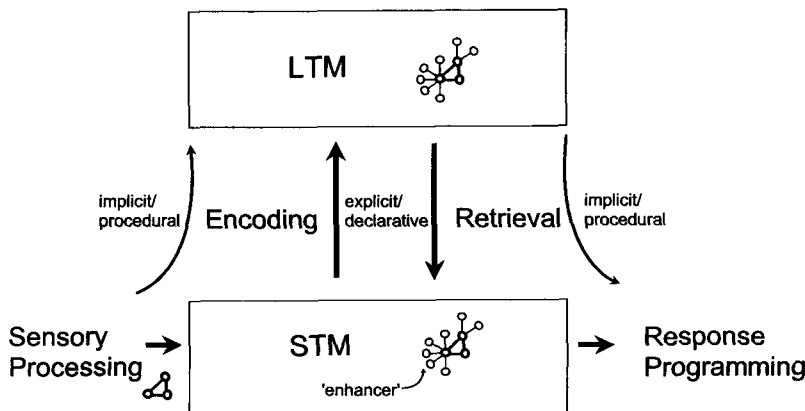 LTM
implicit/
procedural
Encoding
explicit/
declarative
Retrieval
implicit/
procedural
Sensory
Processing
STM
'enhancer'
Response
Programming